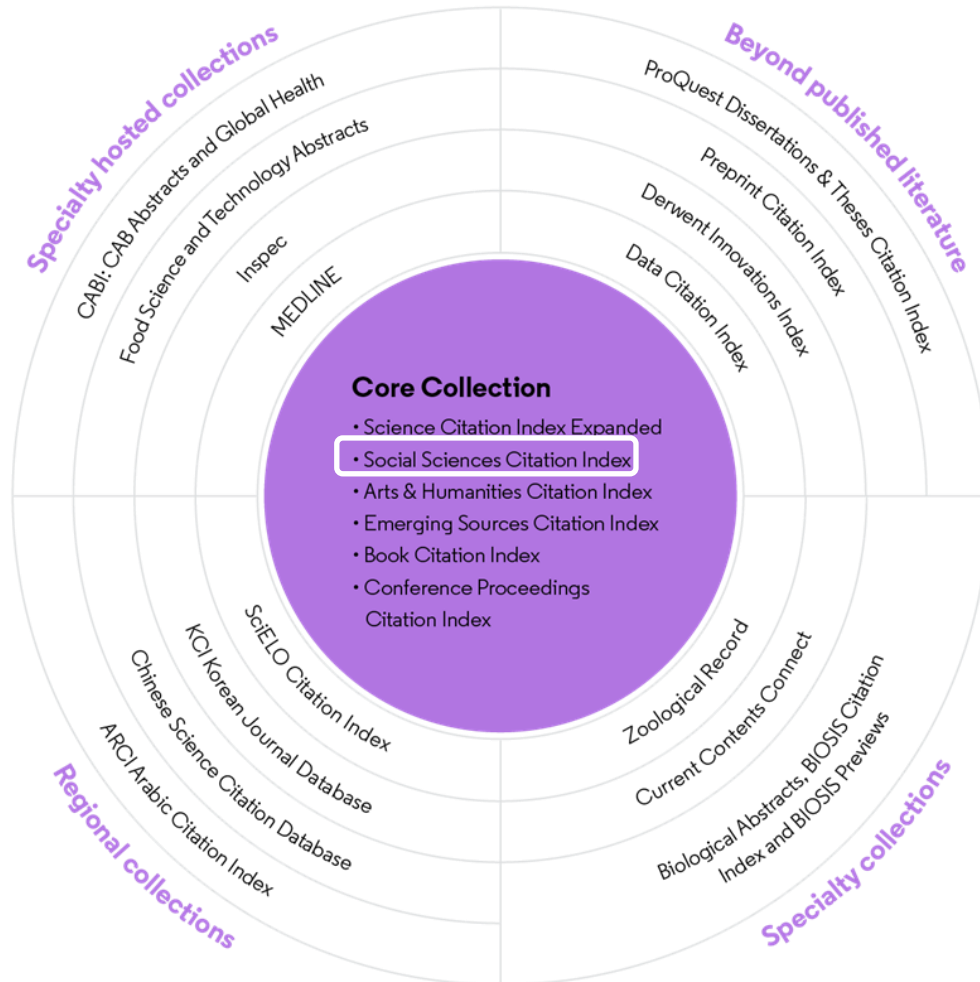 Specialty hosted collections
CABI: CAB Abstracts and Global Health
Food Science and Technology Abstracts
Inspec
MEDLINE
Beyond published literature
ProQuest Dissertations & Theses Citation Index
Preprint Citation Index
Derwent Innovations Index
Data Citation Index
Core Collection
• Science Citation Index Expanded
• Social Sciences Citation Index
• Arts & Humanities Citation Index
• Emerging Sources Citation Index
• Book Citation Index
• Conference Proceedings
Citation Index
SciELO Citation Index
KCI Korean Journal Database
Chinese Science Citation Database
ARCI Arabic Citation Index
Regional collections
Zoological Record
Current Contents Connect
Biological Abstracts, BIOSIS Citation
Index and BIOSIS Previews
Specialty collections